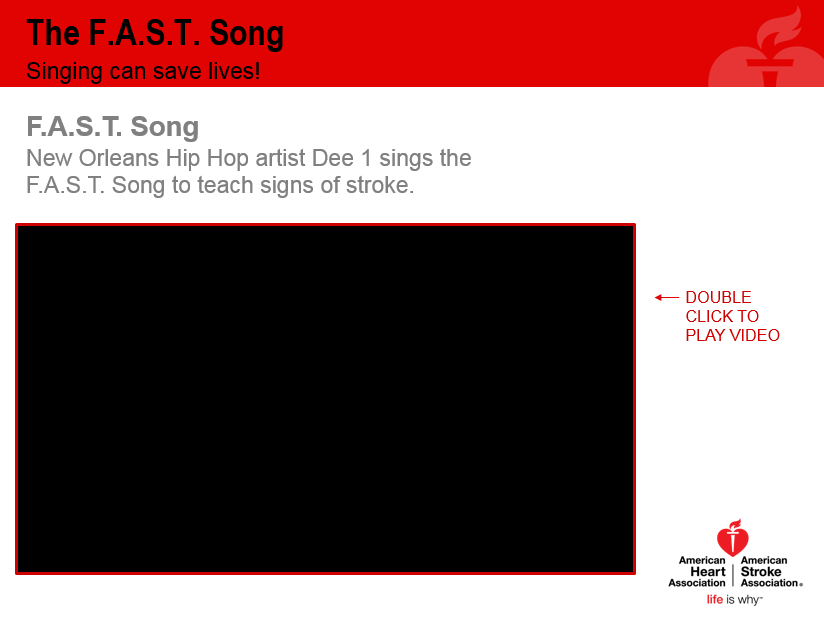 The F.A.S.T. Song
Singing can save lives!
F.A.S.T. Song
New Orleans Hip Hop artist Dee 1 sings the
F.A.S.T. Song to teach signs of stroke.
DOUBLE
CLICK TO
PLAY VIDEO
American American
Heart Stroke
Association Association®
life is why™